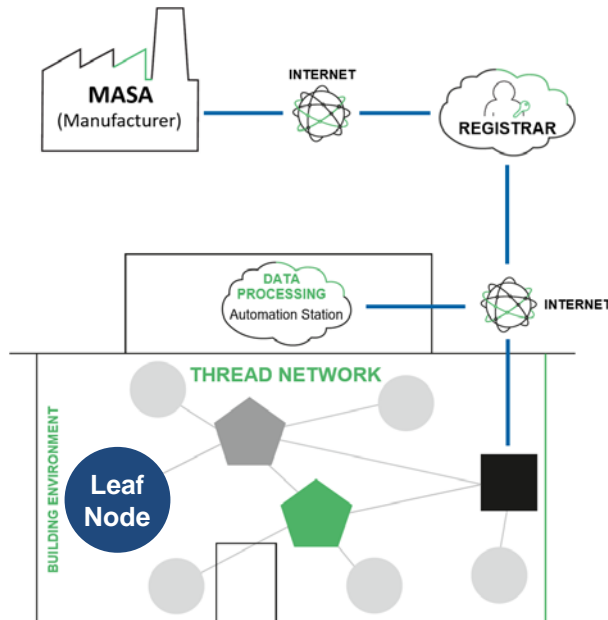 MASA
(Manufacturer)
INTERNET
REGISTRAR
DATA
PROCESSING
Automation Station
INTERNET
THREAD NETWORK
BUILDING ENVIRONMENT
Leaf
Node